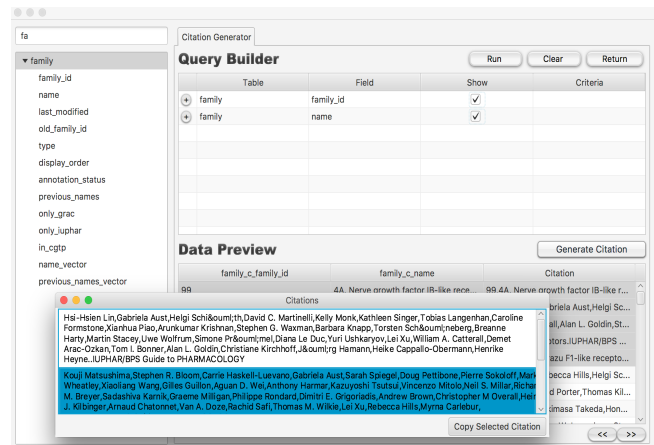 fa
Citation Generator
family
family_id
name
last_modified
old_family_id
type
display_order
annotation_status
previous_names
only_grac
only_iuphar
in_cgtp
name_vector
previous_names_vector
Query Builder
Run
Clear
Return
Table
Field
Show
Criteria
family
family_id
family
name
Data Preview
Generate Citation
family_c_family_id
family_c_name
Citation
99
4A. Nerve growth factor IB-like rece...
99.4A. Nerve growth factor IB-like r...
briela Aust,Helgi Sc...
all,Alan L. Goldin,St...
ptors.IUPHAR/BPS ...
azu F1-like recepto...
becca Hills,Helgi Sc...
d Porter,Thomas Kil...
kimasa Takeda,Hon...
<<
>>
Citations
Hsi-Hsien Lin,Gabriela Aust,Helgi Schi&ouml;th,David C. Martinelli,Kelly Monk,Kathleen Singer,Tobias Langenhan,Caroline
Formstone,Xianhua Piao,Arunkumar Krishnan,Stephen G. Waxman,Barbara Knapp,Torsten Sch&ouml;neberg,Breanne
Harty,Martin Stacey,Uwe Wolfrum,Simone Pr&ouml;mel,Diana Le Duc,Yuri Ushkaryov,Lei Xu,William A. Catterall,Demet
Arac-Ozkan,Tom I. Bonner,Alan L. Goldin,Christiane Kirchhoff,J&ouml;rg Hamann,Heike Cappallo-Obermann,Henrike
Heyne..IUPHAR/BPS Guide to PHARMACOLOGY
Kouji Matsushima,Stephen R. Bloom,Carrie Haskell-Luevano,Gabriela Aust,Sarah Spiegel,Doug Pettibone,Pierre Sokoloff,Mark
Wheatley,Xiaoliang Wang,Gilles Guillon,Aguan D. Wei,Anthony Harmar,Kazuyoshi Tsutsui,Vincenzo Mitolo,Neil S. Millar,Richar
M. Breyer,Sadashiva Karnik,Graeme Milligan,Philippe Rondard,Dimitri E. Grigoriadis,Andrew Brown,Christopher M Overall,Hein
J. Kilbinger,Arnaud Chatonnet,Van A. Doze,Rachid Safi,Thomas M. Wilkie,Lei Xu,Rebecca Hills,Myrna Carlebur,
Copy Selected Citation